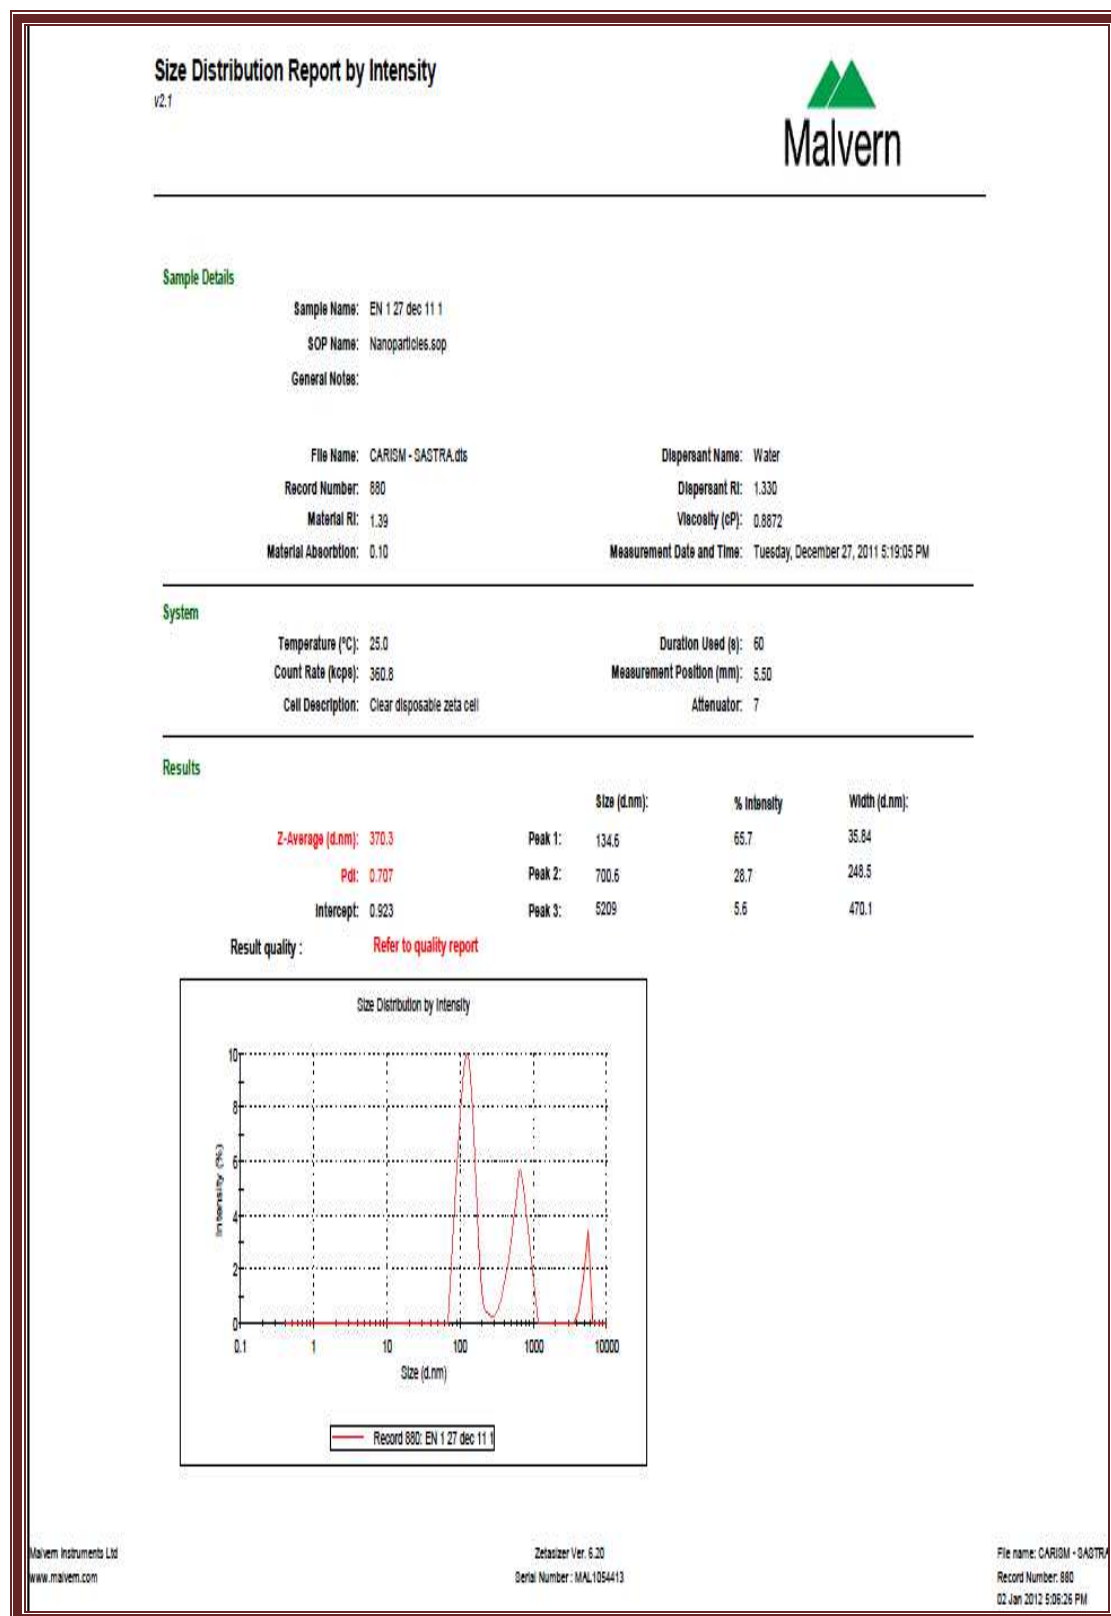 Size Distribution Report by Intensity
v2.1
Malvern
Sample Details
Sample Name: EN 1 27 dec 11 1
SOP Name: Nanoparticles.sop
General Notes:
File Name: CARISM - SASTRA.dts Dispersant Name: Water
Record Number: 880 Dispersant RI: 1.330
Material RI: 1.39 Viscosity (cP): 0.8872
Material Absorbtion: 0.10 Measurement Date and Time: Tuesday, December 27, 2011 5:19:05 PM
System
Temperature (°C): 25.0 Duration Used (s): 60
Count Rate (kcps): 360.8 Measurement Position (mm): 5.50
Cell Description: Clear disposable zeta cell Attenuator: 7
Results
Size (d.nm): % Intensity Width (d.nm):
Z-Average (d.nm): 370.3 Peak 1: 134.6 65.7 35.84
PdI: 0.707 Peak 2: 700.6 28.7 248.5
Intercept: 0.923 Peak 3: 5209 5.6 470.1
Result quality : Refer to quality report
Size Distribution by Intensity
Intensity (%)
10
8
6
4
2
0
0.1 1 10 100 1000 10000
Size (d.nm)
Record 880: EN 1 27 dec 11 1
Malvern Instruments Ltd Zetasizer Ver. 6.20 File name: CARISM - SASTRA
www.malvern.com Serial Number : MAL1054413 Record Number: 880
02 Jan 2012 5:06:26 PM